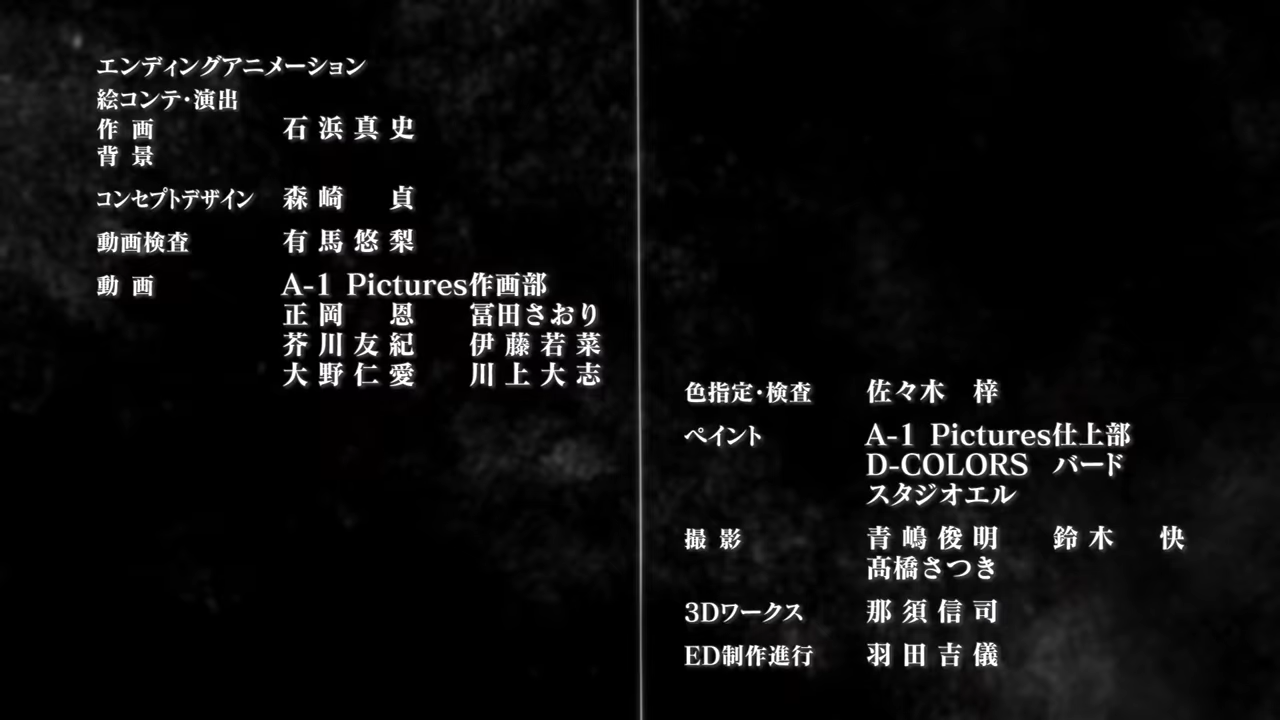 エンディングアニメーション
絵コンテ・演出
作画 石浜真史
背景
コンセプトデザイン 森崎 貞
動画検査 有馬悠梨
動画 A-1 Pictures作画部
正岡 恩 冨田さおり
芥川友紀 伊藤若菜
大野仁愛 川上大志
色指定・検査 佐々木 梓
ペイント A-1 Pictures仕上部
D-COLORS バード
スタジオエル
撮影 青嶋俊明 鈴木 快
髙橋さつき
3Dワークス 那須信司
ED制作進行 羽田吉儀